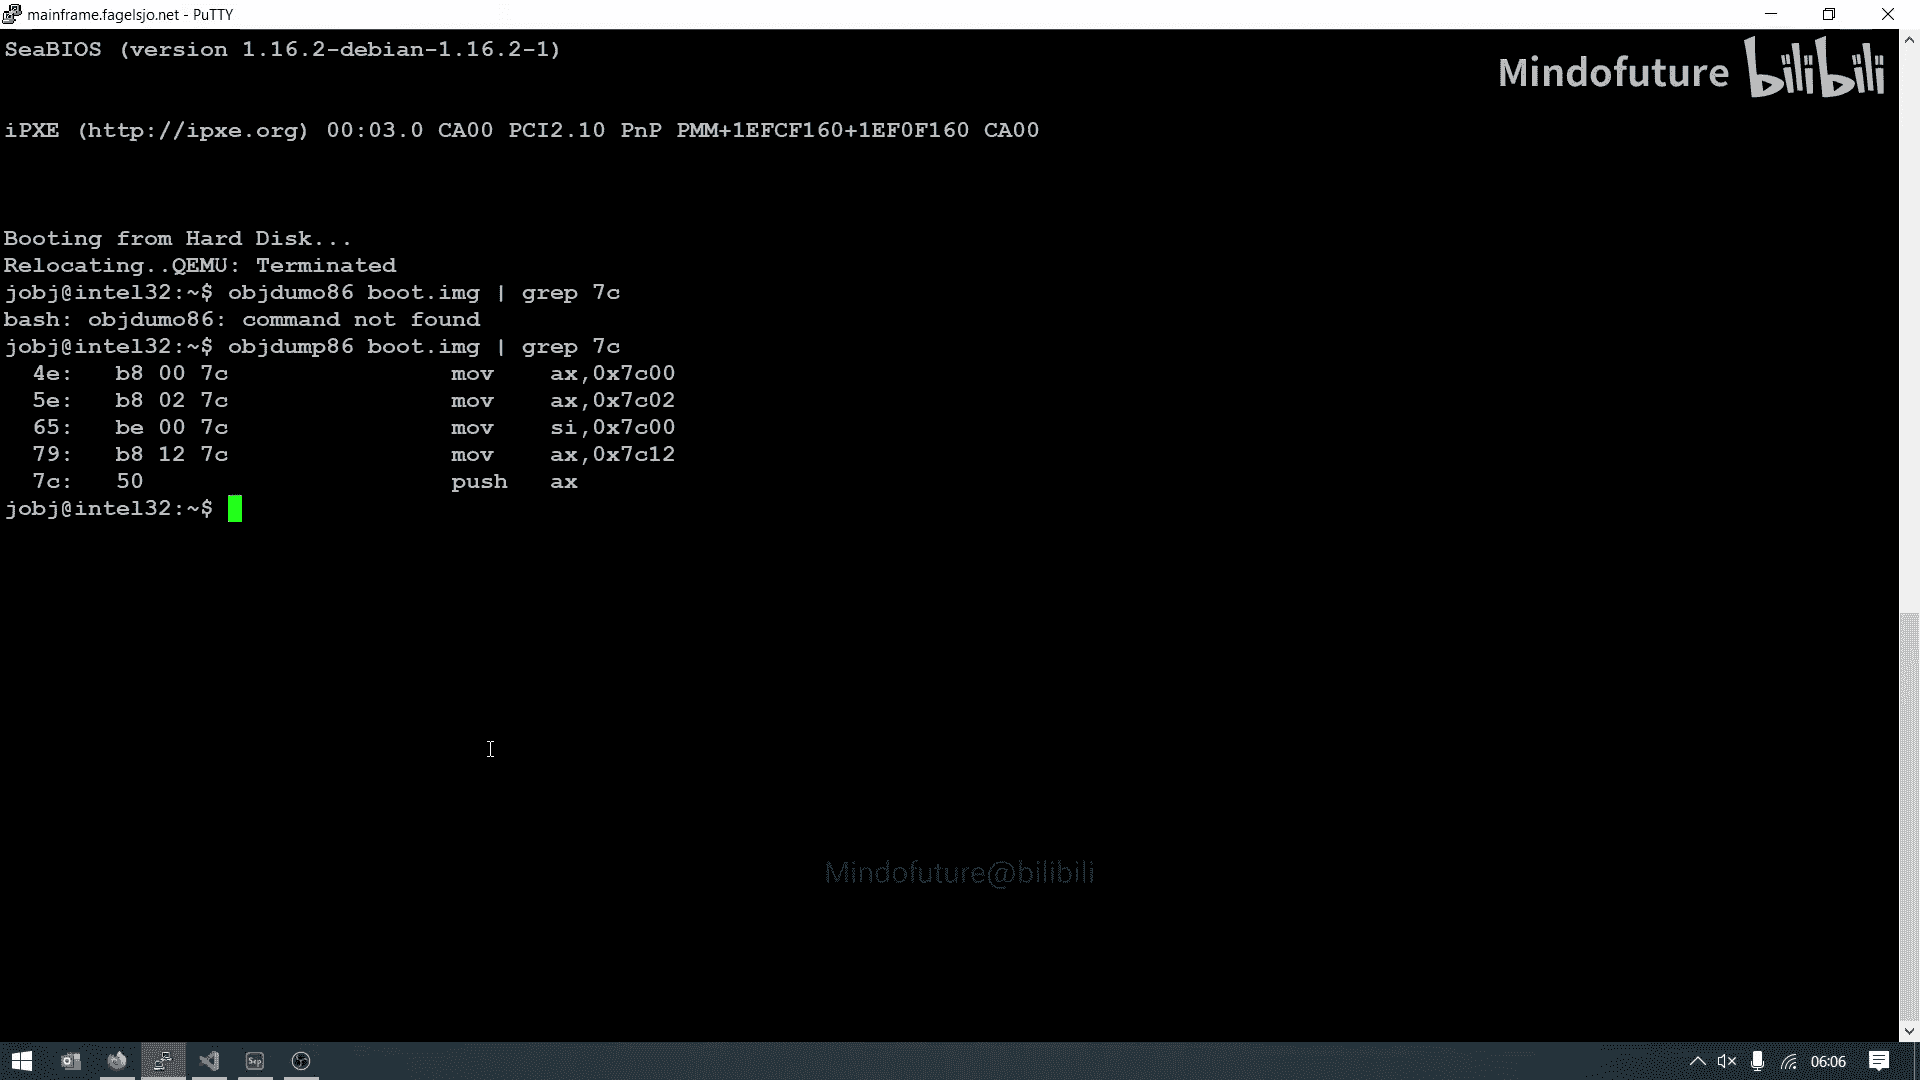 mainframe.fagelsjo.net - PuTTY
SeaBIOS (version 1.16.2-debian-1.16.2-1)
Mindofuture bilibili
iPXE (http://ipxe.org) 00:03.0 CA00 PCI2.10 PnP PMM+1EFCF160+1EF0F160 CA00
Booting from Hard Disk...
Relocating..QEMU: Terminated
jobj@intel32:~$ objdumo86 boot.img | grep 7c
bash: objdumo86: command not found
jobj@intel32:~$ objdump86 boot.img | grep 7c
4e: b8 00 7c mov ax,0x7c00
5e: b8 02 7c mov ax,0x7c02
65: be 00 7c mov si,0x7c00
79: b8 12 7c mov ax,0x7c12
7c: 50 push ax
jobj@intel32:~$
Mindofuture@bilibili
Sep
06:06